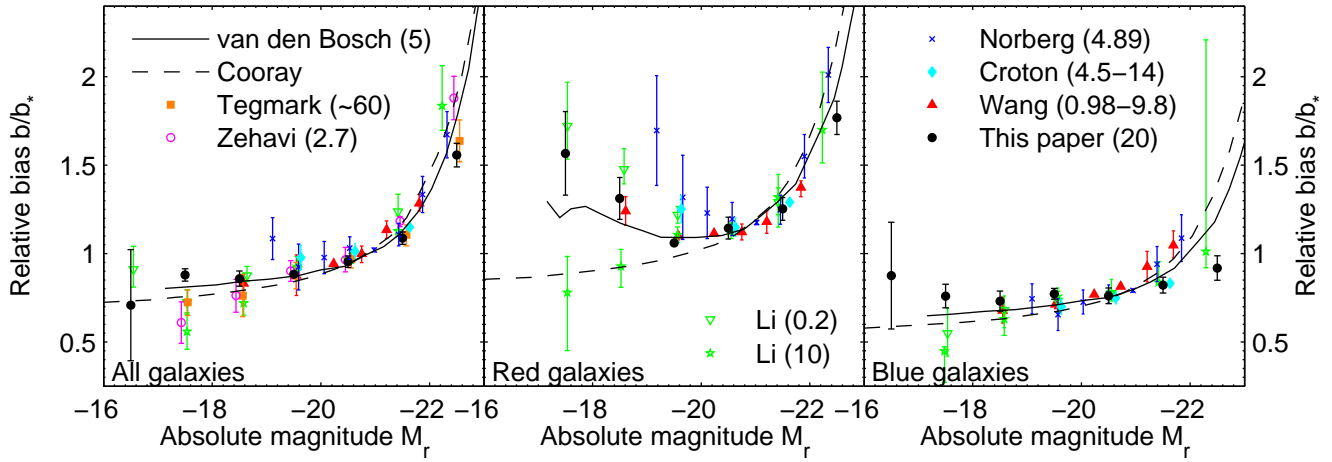 Relative bias b/b*
2
1.5
1
0.5
van den Bosch (5)
Cooray
Tegmark (~60)
Zehavi (2.7)
All galaxies
Li (0.2)
Li (10)
Red galaxies
Norberg (4.89)
Croton (4.5−14)
Wang (0.98−9.8)
This paper (20)
Blue galaxies
2
1.5
1
0.5
Relative bias b/b*
−16 −18 −20 −22 −16 −18 −20 −22 −16 −18 −20 −22
Absolute magnitude Mr Absolute magnitude Mr Absolute magnitude Mr